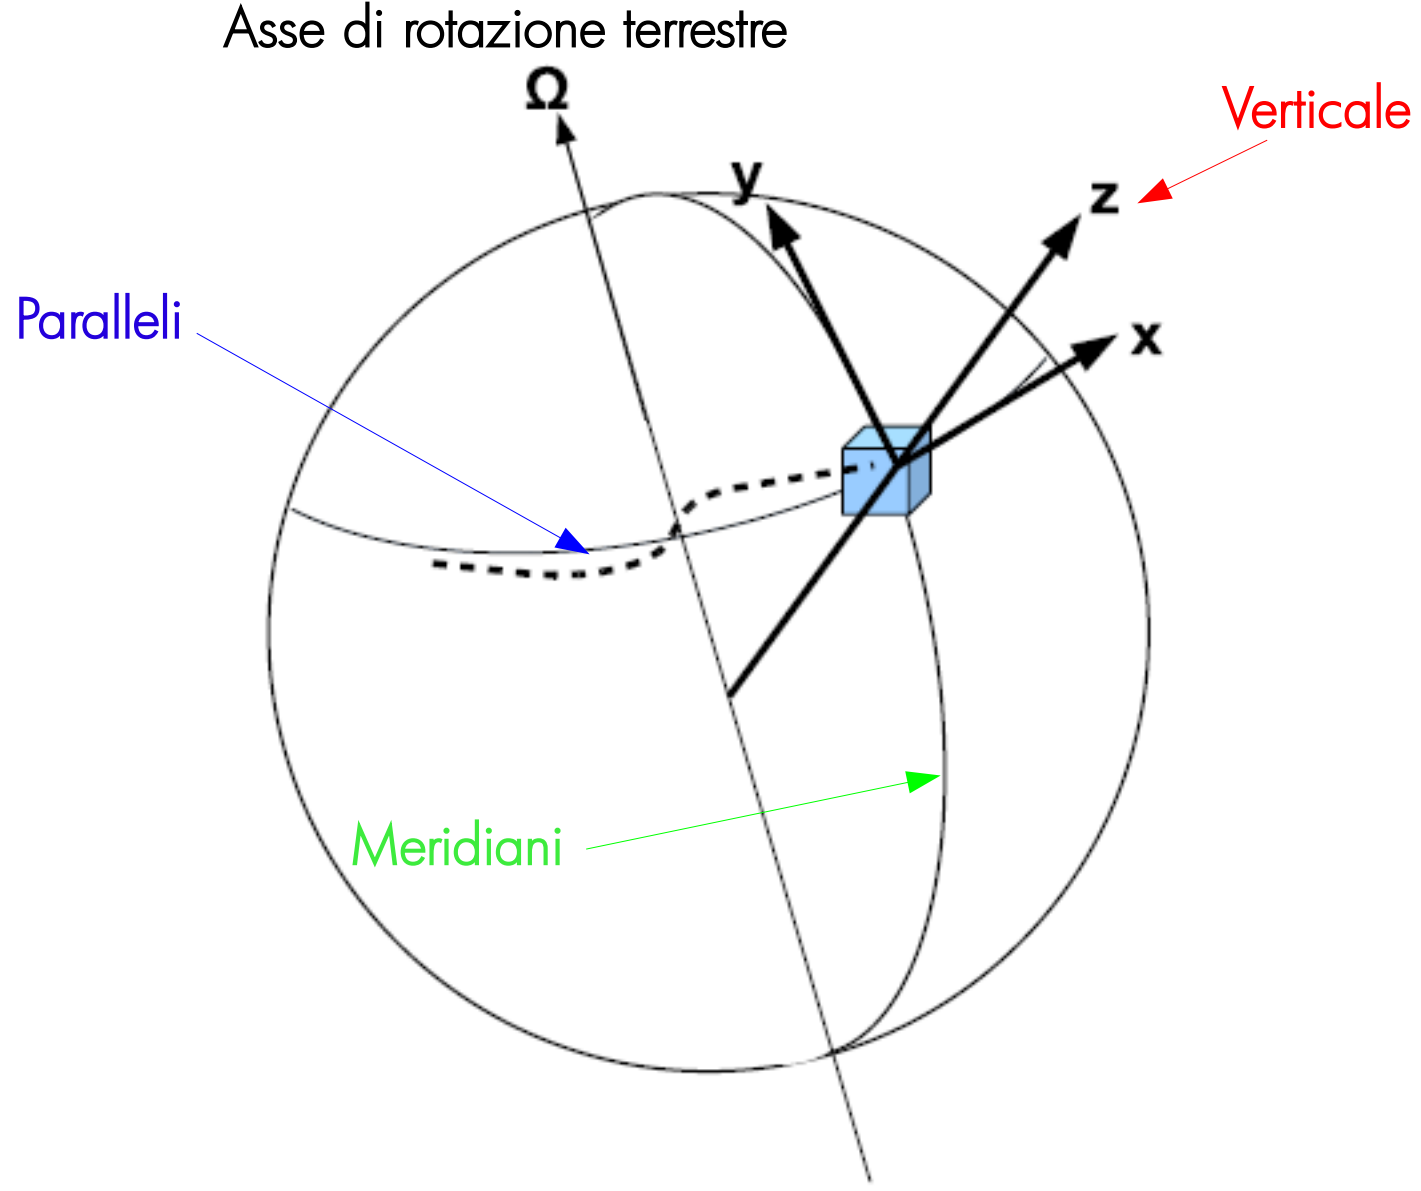 Asse di rotazione terrestre
Ω
Verticale
y
z
x
Paralleli
Meridiani